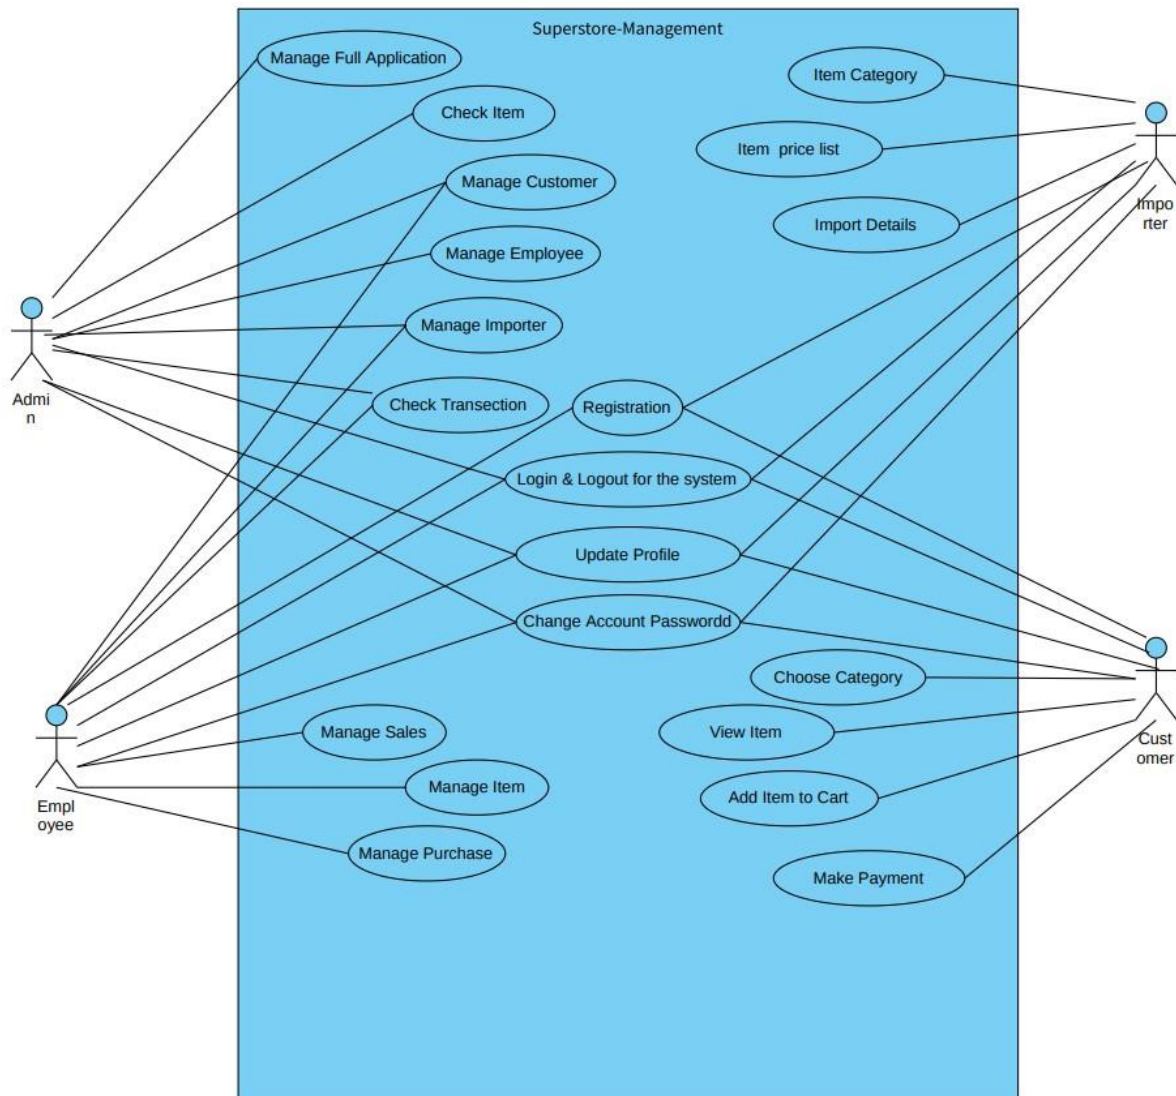 Superstore-Management
Manage Full Application
Item Category
Check Item
Item price list
Manage Customer
Impo
rter
Import Details
Manage Employee
Manage Importer
Admi
n
Check Transection
Registration
Login & Logout for the system
Update Profile
Change Account Passwordd
Choose Category
Manage Sales
View Item
Cust
omer
Manage Item
Add Item to Cart
Empl
oyee
Manage Purchase
Make Payment